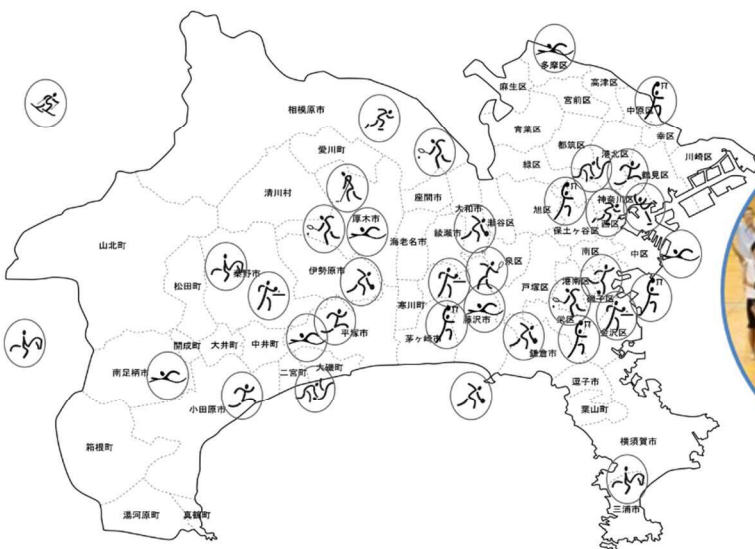 多摩区
麻生区
高津区
宮前区
中原区
相模原市
青葉区
幸区
愛川町
都筑区
港北区
川崎区
緑区
鶴見区
清川村
座間市
神奈川区
大和市
旭区
厚木市
瀬谷区
西区
綾瀬市
保土ヶ谷区
山北町
海老名市
南区
中区
泉区
伊勢原市
秦野市
松田町
戸塚区
港南区
磯子区
寒川町
藤沢市
栄区
金沢区
平塚市
茅ヶ崎市
開成町
大井町
中井町
鎌倉市
大磯町
二宮町
南足柄市
逗子市
小田原市
葉山町
箱根町
横須賀市
三浦市
湯河原町
真鶴町